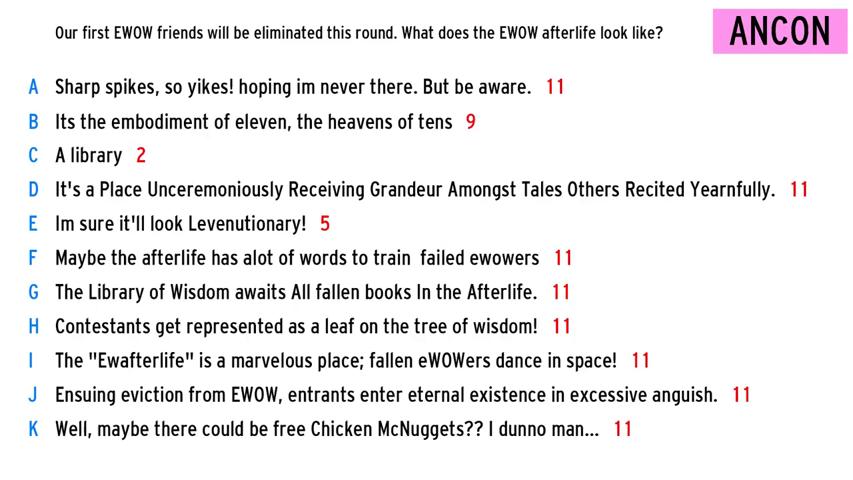 Our first EWOW friends will be eliminated this round. What does the EWOW afterlife look like?
ANCON
A Sharp spikes, so yikes! hoping im never there. But be aware. 11
B Its the embodiment of eleven, the heavens of tens 9
C A library 2
D It's a Place Unceremoniously Receiving Grandeur Amongst Tales Others Recited Yearnfully. 11
E Im sure it'll look Levenutionary! 5
F Maybe the afterlife has alot of words to train failed ewowers 11
G The Library of Wisdom awaits All fallen books In the Afterlife. 11
H Contestants get represented as a leaf on the tree of wisdom! 11
I The "Ewafterlife" is a marvelous place; fallen eWOWers dance in space! 11
J Ensuing eviction from EWOW, entrants enter eternal existence in excessive anguish. 11
K Well, maybe there could be free Chicken McNuggets?? I dunno man... 11